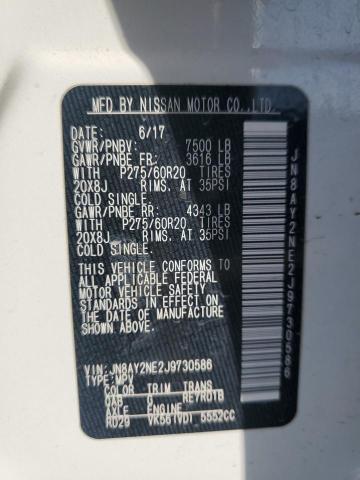 MFD BY NISSAN MOTOR CO.,LTD.
6/17
GVWR/PNBV: 7500 LB
GAWR/PNBE FR: 3616 LB
WITH P275/60R20 TIRES
20X8J RIMS. AT 35PSI
COLD SINGLE.
GAWR/PNBE RR: 4343 LB
WITH P275/60R20 TIRES
20X8J RIMS. AT 35PSI
COLD SINGLE.
THIS VEHICLE CONFORMS TO
ALL APPLICABLE FEDERAL
MOTOR VEHICLE SAFETY
STANDARDS IN EFFECT ON
THE DATE OF MANUFACTURE
SHOWN ABOVE.
VIN: JN8AY2NE2J9730586
TYPE: MPV
COLOR TRIM TRANS
QAB G RE7R01B
AXLE ENGINE
RD29 VK56(VD) 5552CC
JN8AY2NE2J9730586